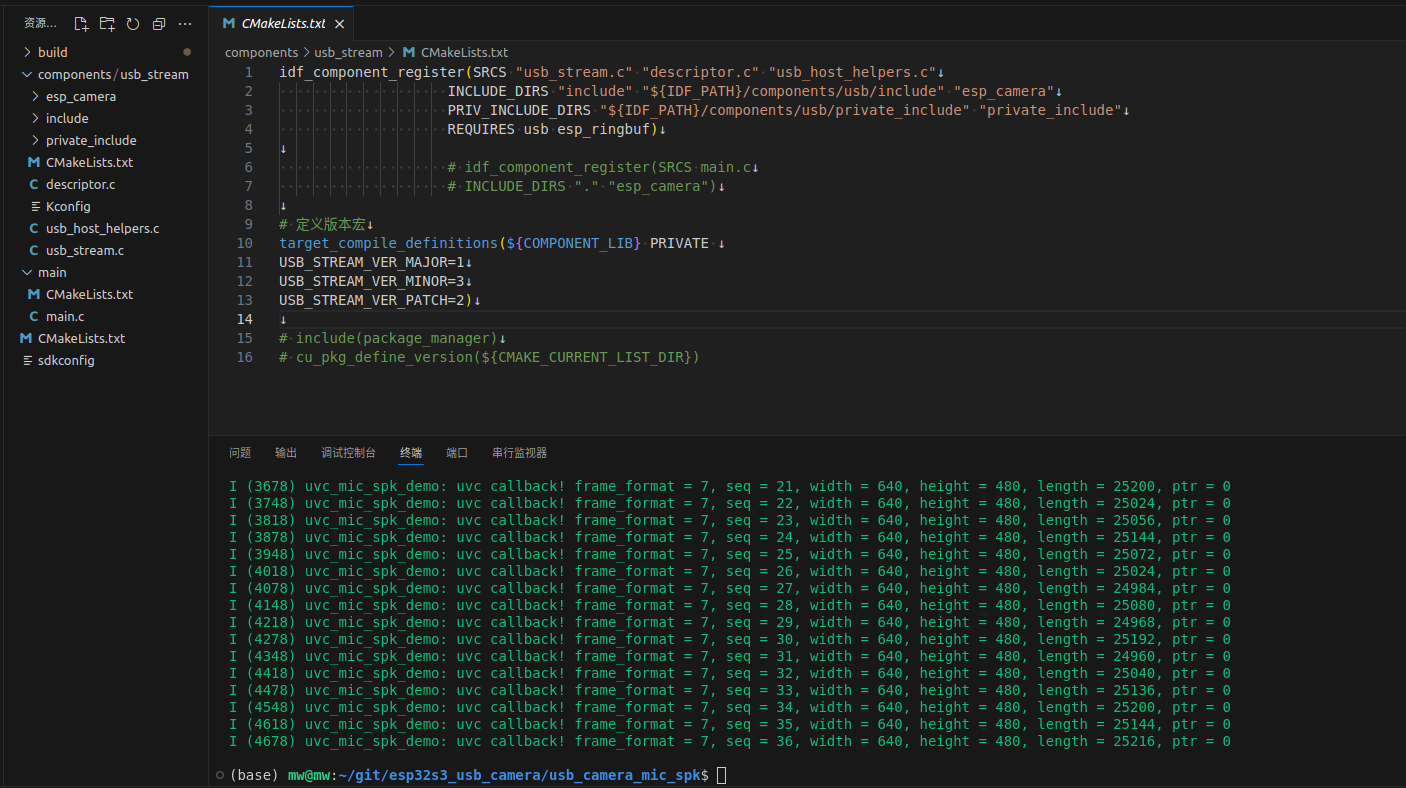 资源...
build
components/usb_stream
esp_camera
include
private_include
CMakeLists.txt
descriptor.c
Kconfig
usb_host_helpers.c
usb_stream.c
main
CMakeLists.txt
main.c
CMakeLists.txt
sdkconfig
CMakeLists.txt
components > usb_stream > CMakeLists.txt
1 idf_component_register(SRCS "usb_stream.c" "descriptor.c" "usb_host_helpers.c"↓
2 INCLUDE_DIRS "include" "${IDF_PATH}/components/usb/include" "esp_camera"↓
3 PRIV_INCLUDE_DIRS "${IDF_PATH}/components/usb/private_include" "private_include"↓
4 REQUIRES usb esp_ringbuf)↓
5 ↓
6 # idf_component_register(SRCS main.c↓
7 # INCLUDE_DIRS "." "esp_camera")↓
8 ↓
9 # 定义版本宏↓
10 target_compile_definitions(${COMPONENT_LIB} PRIVATE ↓
11 USB_STREAM_VER_MAJOR=1↓
12 USB_STREAM_VER_MINOR=3↓
13 USB_STREAM_VER_PATCH=2)↓
14 ↓
15 # include(package_manager)↓
16 # cu_pkg_define_version(${CMAKE_CURRENT_LIST_DIR})
问题 输出 调试控制台 终端 端口 串行监视器
I (3678) uvc_mic_spk_demo: uvc callback! frame_format = 7, seq = 21, width = 640, height = 480, length = 25200, ptr = 0
I (3748) uvc_mic_spk_demo: uvc callback! frame_format = 7, seq = 22, width = 640, height = 480, length = 25024, ptr = 0
I (3818) uvc_mic_spk_demo: uvc callback! frame_format = 7, seq = 23, width = 640, height = 480, length = 25056, ptr = 0
I (3878) uvc_mic_spk_demo: uvc callback! frame_format = 7, seq = 24, width = 640, height = 480, length = 25144, ptr = 0
I (3948) uvc_mic_spk_demo: uvc callback! frame_format = 7, seq = 25, width = 640, height = 480, length = 25072, ptr = 0
I (4018) uvc_mic_spk_demo: uvc callback! frame_format = 7, seq = 26, width = 640, height = 480, length = 25024, ptr = 0
I (4078) uvc_mic_spk_demo: uvc callback! frame_format = 7, seq = 27, width = 640, height = 480, length = 24984, ptr = 0
I (4148) uvc_mic_spk_demo: uvc callback! frame_format = 7, seq = 28, width = 640, height = 480, length = 25080, ptr = 0
I (4218) uvc_mic_spk_demo: uvc callback! frame_format = 7, seq = 29, width = 640, height = 480, length = 24968, ptr = 0
I (4278) uvc_mic_spk_demo: uvc callback! frame_format = 7, seq = 30, width = 640, height = 480, length = 25192, ptr = 0
I (4348) uvc_mic_spk_demo: uvc callback! frame_format = 7, seq = 31, width = 640, height = 480, length = 24960, ptr = 0
I (4418) uvc_mic_spk_demo: uvc callback! frame_format = 7, seq = 32, width = 640, height = 480, length = 25040, ptr = 0
I (4478) uvc_mic_spk_demo: uvc callback! frame_format = 7, seq = 33, width = 640, height = 480, length = 25136, ptr = 0
I (4548) uvc_mic_spk_demo: uvc callback! frame_format = 7, seq = 34, width = 640, height = 480, length = 25200, ptr = 0
I (4618) uvc_mic_spk_demo: uvc callback! frame_format = 7, seq = 35, width = 640, height = 480, length = 25144, ptr = 0
I (4678) uvc_mic_spk_demo: uvc callback! frame_format = 7, seq = 36, width = 640, height = 480, length = 25216, ptr = 0
(base) mw@mw:~/git/esp32s3_usb_camera/usb_camera_mic_spk$